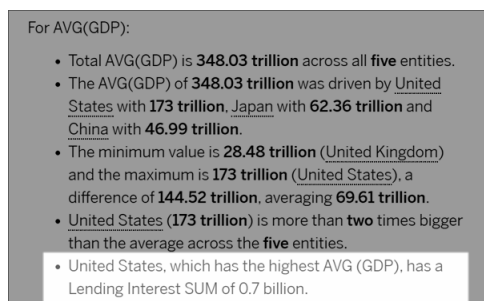 For AVG(GDP):
• Total AVG(GDP) is 348.03 trillion across all five entities.
• The AVG(GDP) of 348.03 trillion was driven by United
States with 173 trillion, Japan with 62.36 trillion and
China with 46.99 trillion.
• The minimum value is 28.48 trillion (United Kingdom)
and the maximum is 173 trillion (United States), a
difference of 144.52 trillion, averaging 69.61 trillion.
• United States (173 trillion) is more than two times bigger
than the average across the five entities.
• United States, which has the highest AVG (GDP), has a
Lending Interest SUM of 0.7 billion.